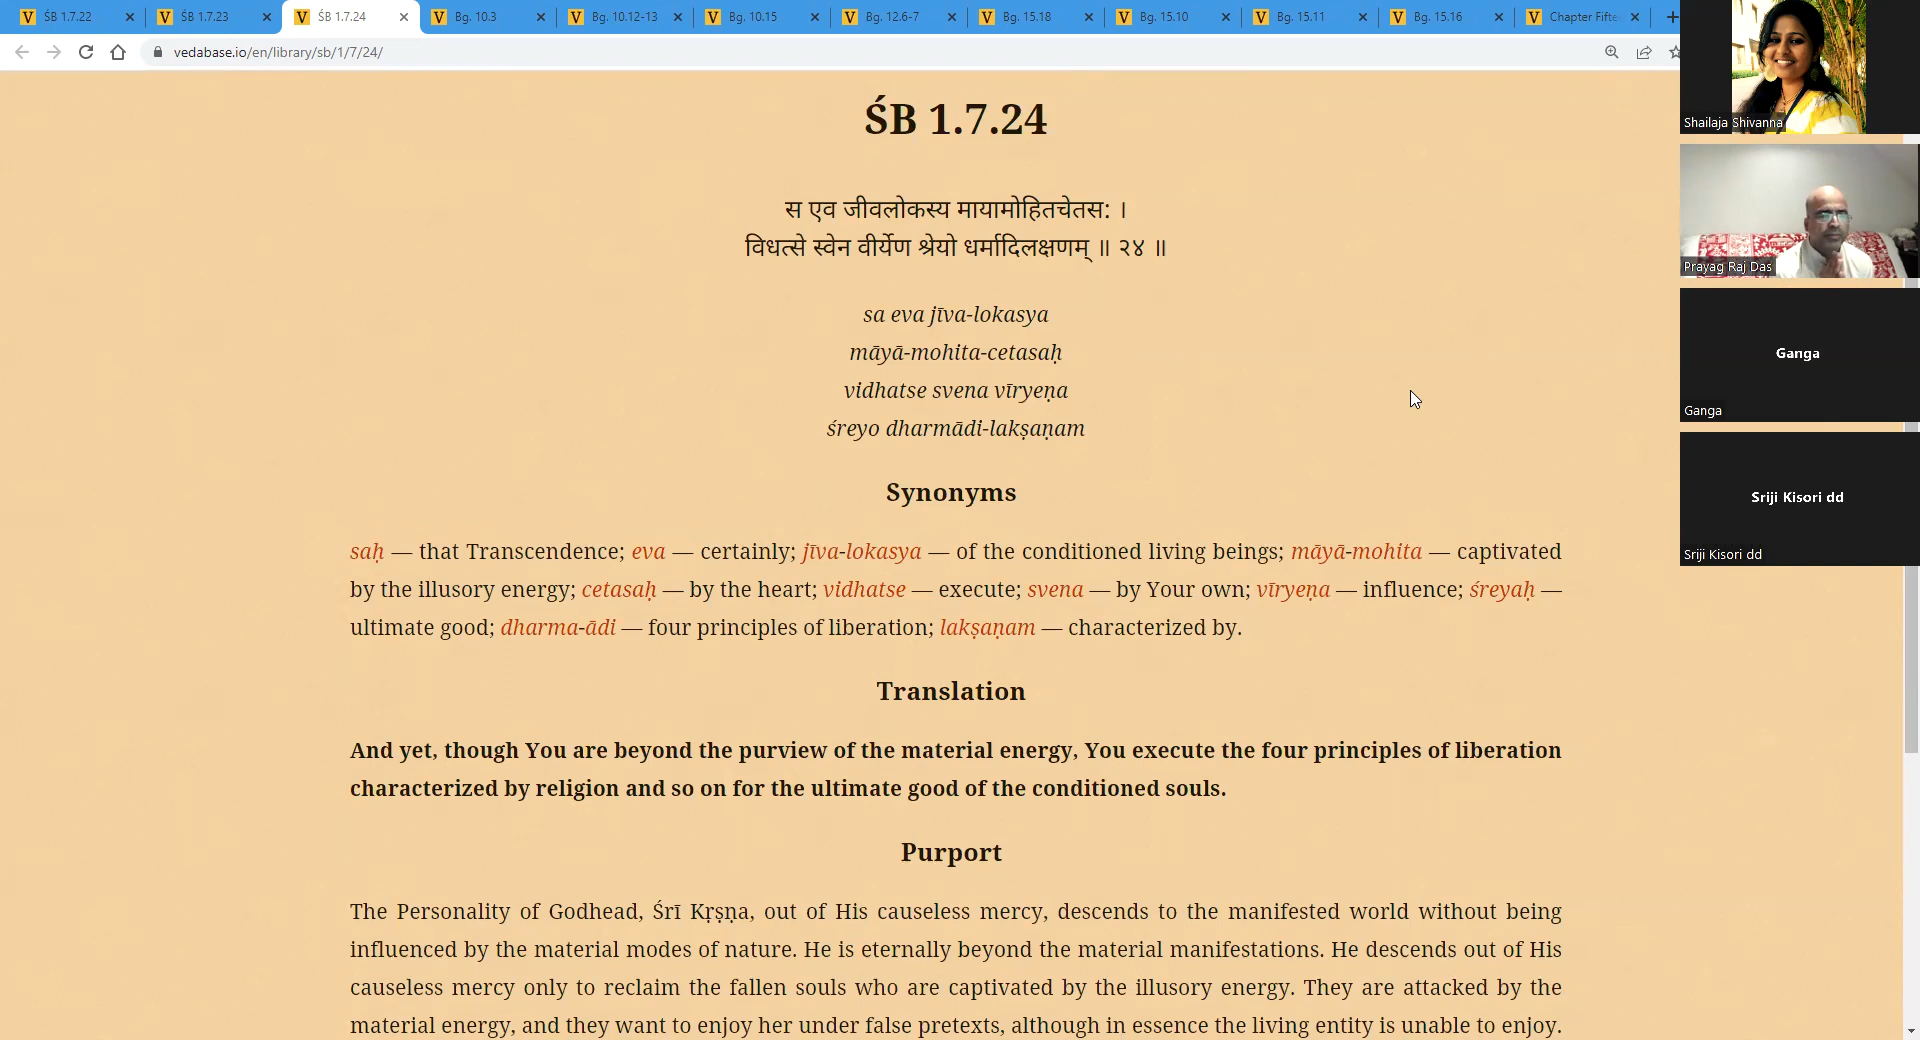 ŚB 1.7.22
ŚB 1.7.23
ŚB 1.7.24
Bg. 10.3
Bg. 10.12-13
Bg. 10.15
Bg. 12.6-7
Bg. 15.18
Bg. 15.10
Bg. 15.11
Bg. 15.16
Chapter Fifte
vedabase.io/en/library/sb/1/7/24/
ŚB 1.7.24
स एव जीवलोकस्य मायामोहितचेतस: ।
विधत्से स्वेन वीर्येण श्रेयो धर्मादिलक्षणम् ॥ २४ ॥
sa eva jīva-lokasya
māyā-mohita-cetasaḥ
vidhatse svena vīryeṇa
śreyo dharmādi-lakṣaṇam
Synonyms
saḥ — that Transcendence; eva — certainly; jīva-lokasya — of the conditioned living beings; māyā-mohita — captivated
by the illusory energy; cetasaḥ — by the heart; vidhatse — execute; svena — by Your own; vīryeṇa — influence; śreyaḥ —
ultimate good; dharma-ādi — four principles of liberation; lakṣaṇam — characterized by.
Translation
And yet, though You are beyond the purview of the material energy, You execute the four principles of liberation
characterized by religion and so on for the ultimate good of the conditioned souls.
Purport
The Personality of Godhead, Śrī Kṛṣṇa, out of His causeless mercy, descends to the manifested world without being
influenced by the material modes of nature. He is eternally beyond the material manifestations. He descends out of His
causeless mercy only to reclaim the fallen souls who are captivated by the illusory energy. They are attacked by the
material energy, and they want to enjoy her under false pretexts, although in essence the living entity is unable to enjoy.
Shailaja Shivanna
Prayag Raj Das
Ganga
Ganga
Sriji Kisori dd
Sriji Kisori dd